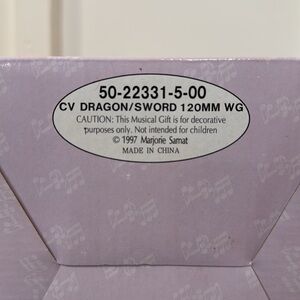 50-22331-5-00
CV DRAGON/SWORD 120MM WG
CAUTION: This Musical Gift is for decorative
purposes only. Not intended for children
© 1997 Marjorie Sarnat
MADE IN CHINA